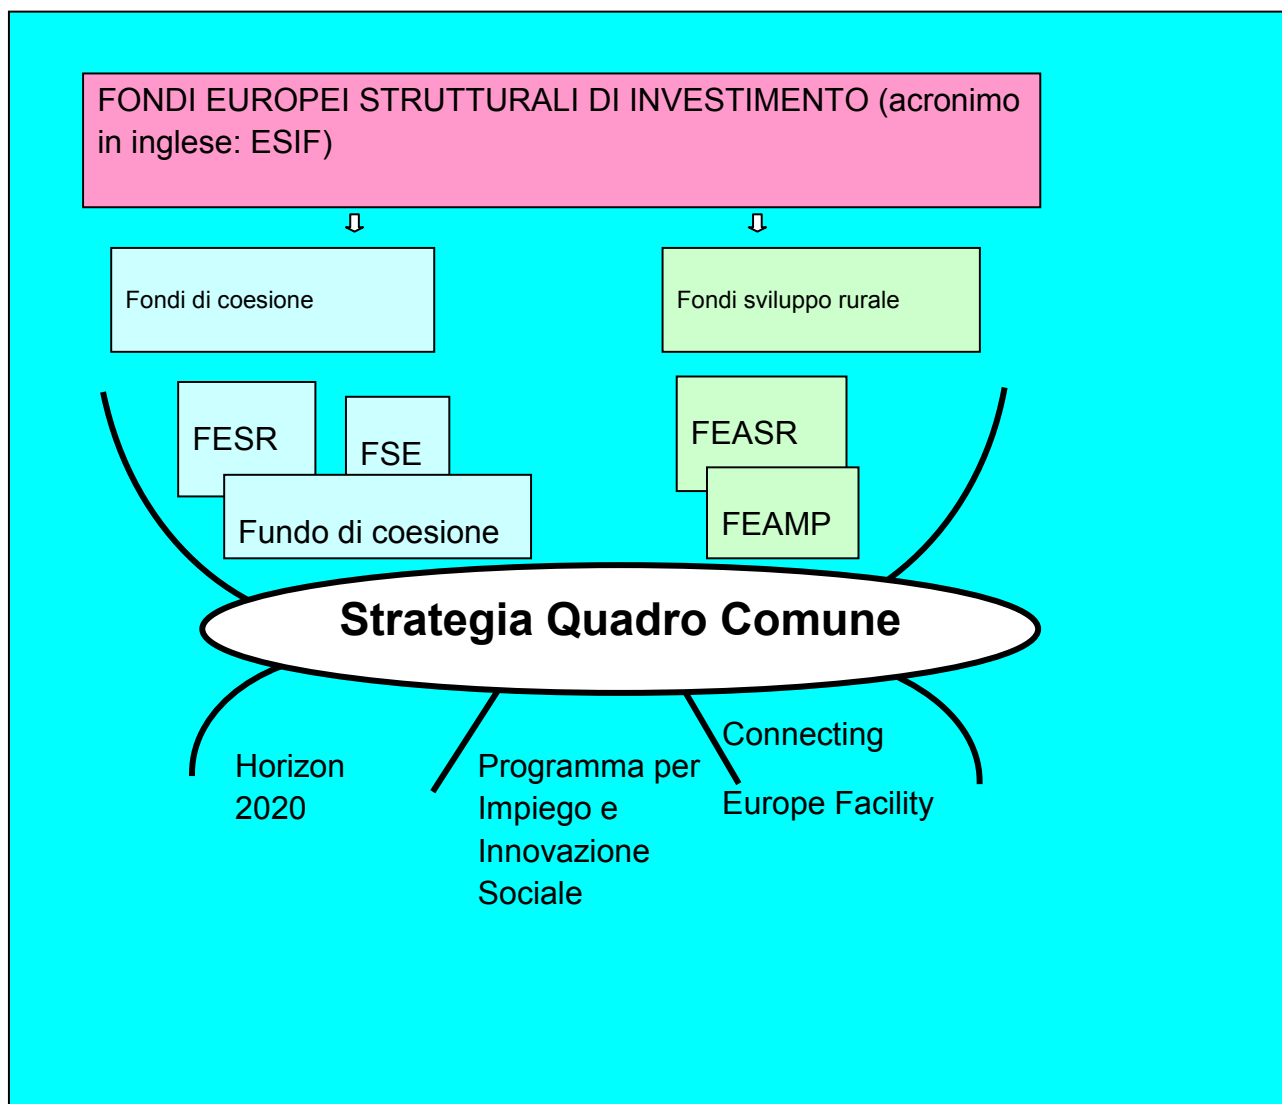 FONDI EUROPEI STRUTTURALI DI INVESTIMENTO (acronimo
in inglese: ESIF)
Fondi di coesione
Fondi sviluppo rurale
FESR
FSE
Fundo di coesione
FEASR
FEAMP
Strategia Quadro Comune
Horizon
2020
Programma per
Impiego e
Innovazione
Sociale
Connecting
Europe Facility